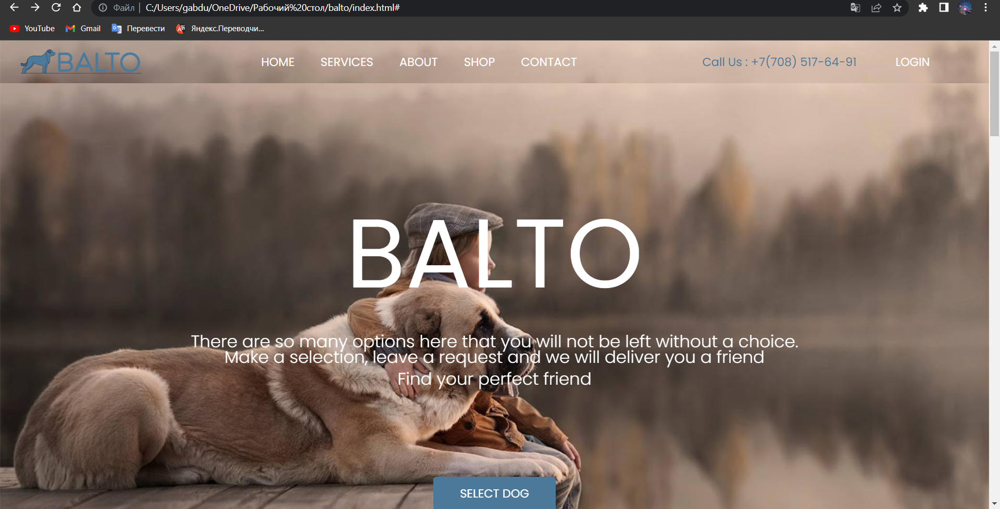 Файл C:/Users/gabdu/OneDrive/Рабочий%20стол/balto/index.html#
YouTube Gmail Перевести Яндекс.Переводчи...
BALTO HOME SERVICES ABOUT SHOP CONTACT Call Us : +7(708) 517-64-91 LOGIN
BALTO
There are so many options here that you will not be left without a choice.
Make a selection, leave a request and we will deliver you a friend
Find your perfect friend
SELECT DOG